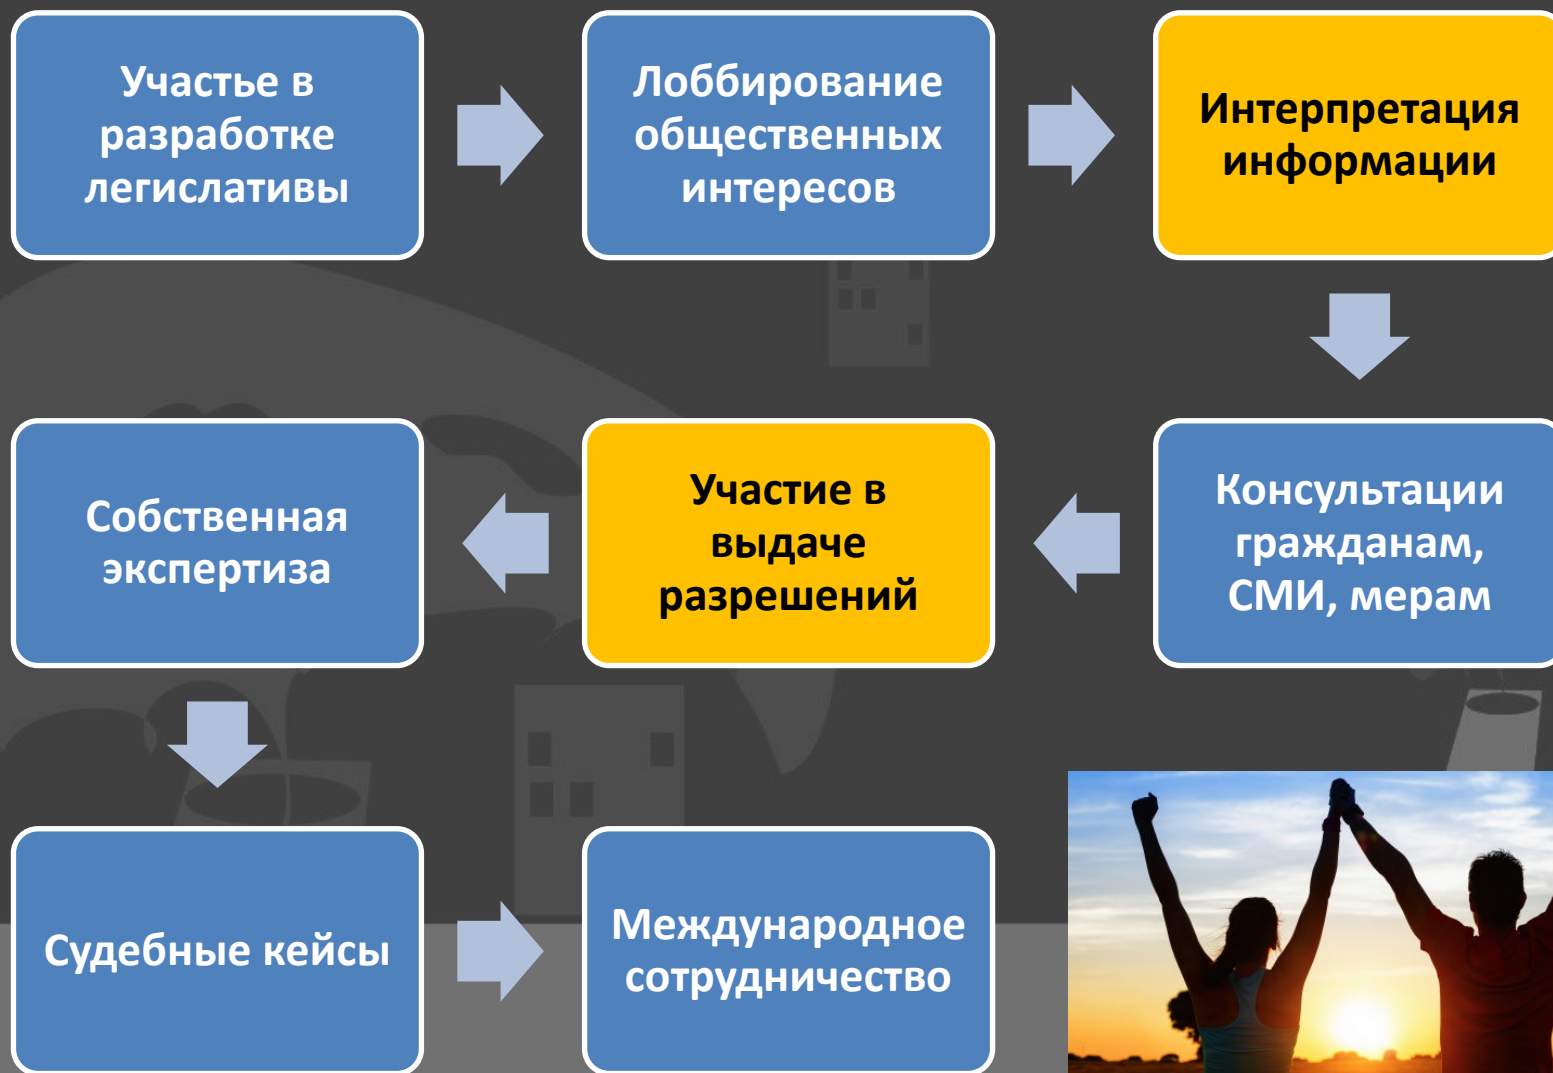 Участье в
разработке
легислативы
Лоббирование
общественных
интересов
Интерпретация
информации
Консультации
гражданам,
СМИ, мерам
Участие в
выдаче
разрешений
Собственная
экспертиза
Судебные кейсы
Международное
сотрудничество